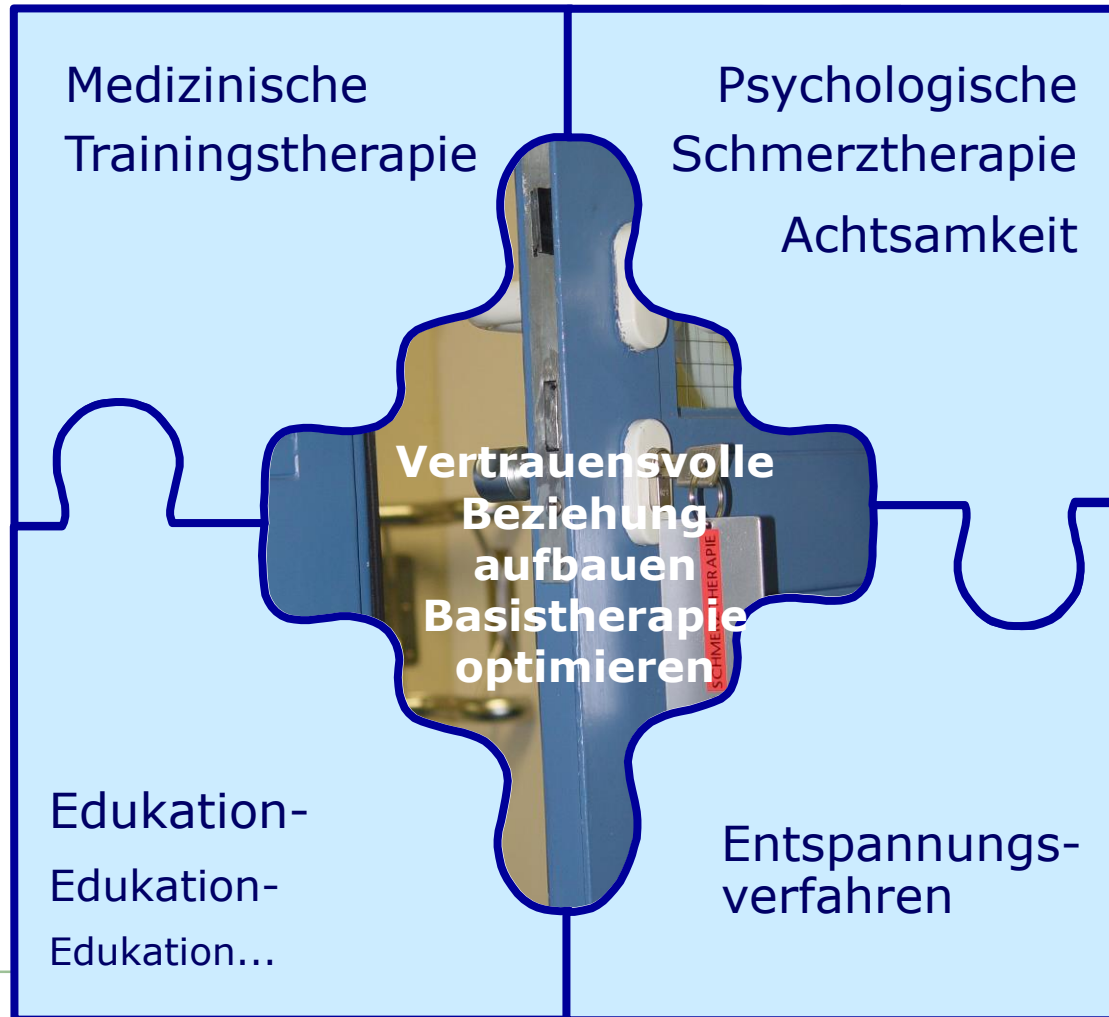 Medizinische
Trainingstherapie
Psychologische
Schmerztherapie
Achtsamkeit
Vertrauensvolle
Beziehung
aufbauen
Basistherapie
optimieren
SCHMERZTHERAPIE
Edukation-
Edukation-
Edukation...
Entspannungs-
verfahren